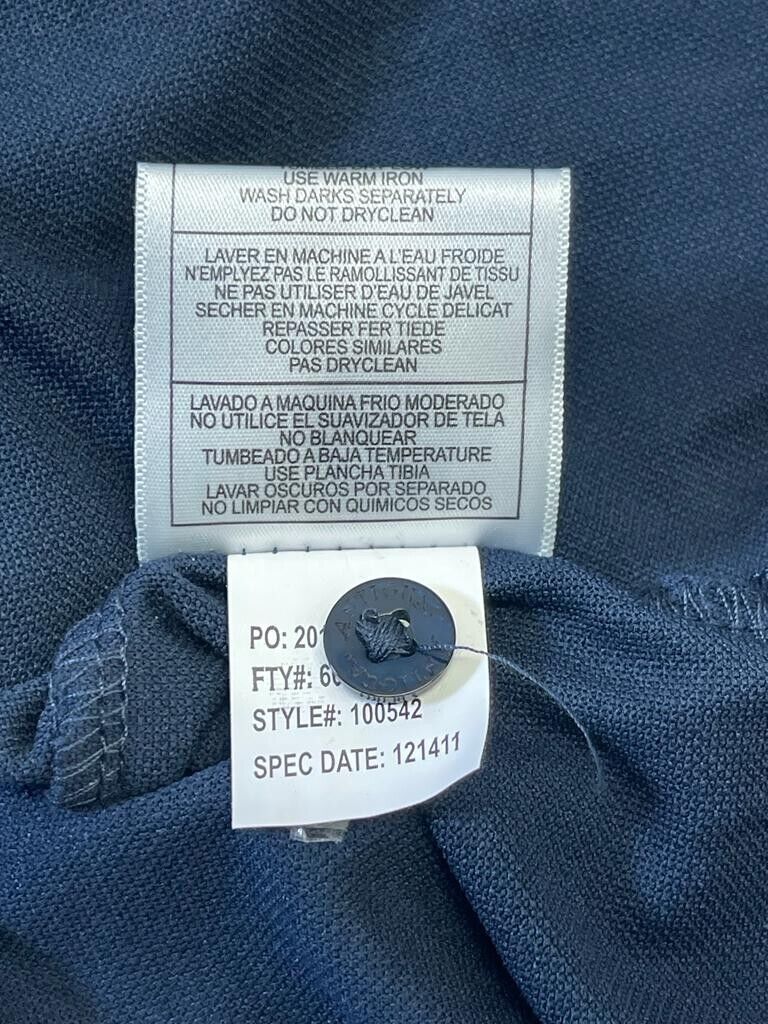 USE WARM IRON
WASH DARKS SEPARATELY
DO NOT DRYCLEAN
LAVER EN MACHINE A L'EAU FROIDE
N'EMPLYEZ PAS LE RAMOLLISSANT DE TISSU
NE PAS UTILISER D'EAU DE JAVEL
SECHER EN MACHINE CYCLE DELICAT
REPASSER FER TIEDE
COLORES SIMILARES
PAS DRYCLEAN
LAVADO A MAQUINA FRIO MODERADO
NO UTILICE EL SUAVIZADOR DE TELA
NO BLANQUEAR
TUMBEADO A BAJA TEMPERATURE
USE PLANCHA TIBIA
LAVAR OSCUROS POR SEPARADO
NO LIMPIAR CON QUIMICOS SECOS
PO: 201
FTY#: 60
STYLE#: 100542
SPEC DATE: 121411